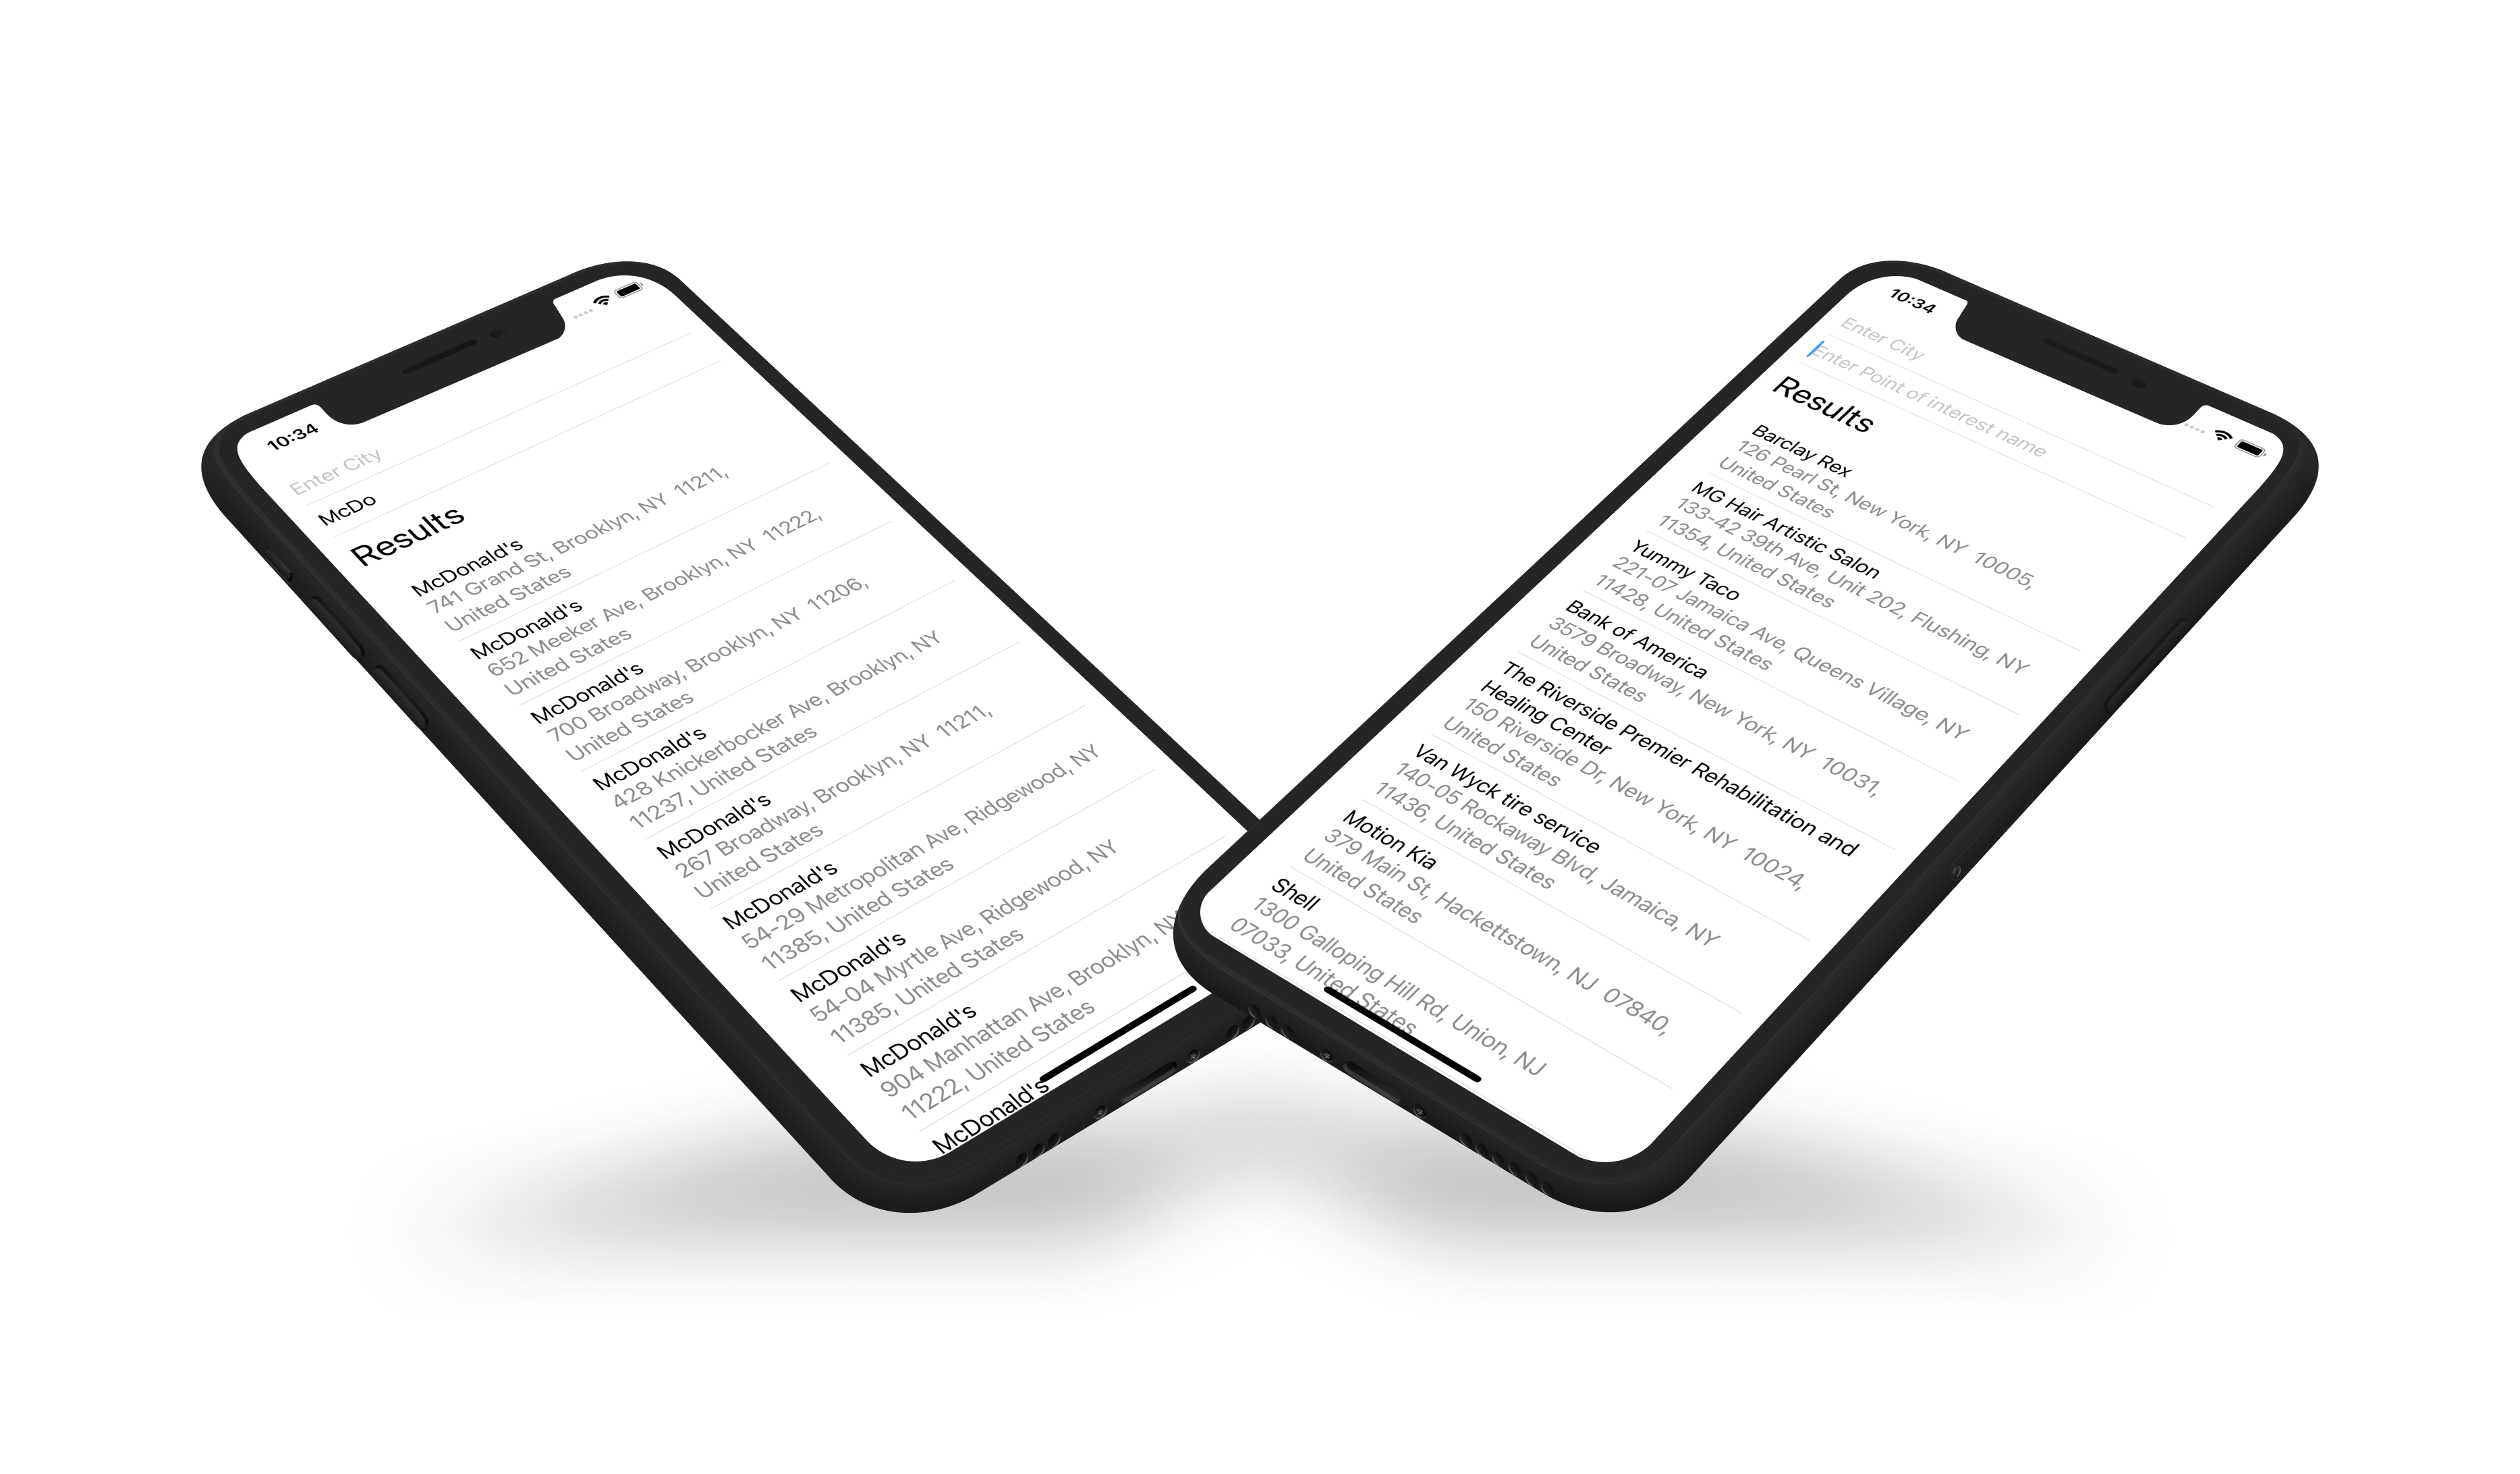 10:34
Enter City
McDo
Results
McDonald's
741 Grand St, Brooklyn, NY 11211,
United States
McDonald's
652 Meeker Ave, Brooklyn, NY 11222,
United States
McDonald's
700 Broadway, Brooklyn, NY 11206,
United States
McDonald's
428 Knickerbocker Ave, Brooklyn, NY
11237, United States
McDonald's
267 Broadway, Brooklyn, NY 11211,
United States
McDonald's
54-29 Metropolitan Ave, Ridgewood, NY
11385, United States
McDonald's
54-04 Myrtle Ave, Ridgewood, NY
11385, United States
McDonald's
904 Manhattan Ave, Brooklyn, NY
11222, United States
McDonald's
10:34
Enter City
Enter Point of interest name
Results
Barclay Rex
126 Pearl St, New York, NY 10005,
United States
MG Hair Artistic Salon
133-42 39th Ave, Unit 202, Flushing, NY
11354, United States
Yummy Taco
221-07 Jamaica Ave, Queens Village, NY
11428, United States
Bank of America
3579 Broadway, New York, NY 10031,
United States
The Riverside Premier Rehabilitation and
Healing Center
150 Riverside Dr, New York, NY 10024,
United States
Van Wyck tire service
140-05 Rockaway Blvd, Jamaica, NY
11436, United States
Motion Kia
379 Main St, Hackettstown, NJ 07840,
United States
Shell
1300 Galloping Hill Rd, Union, NJ
07033, United States